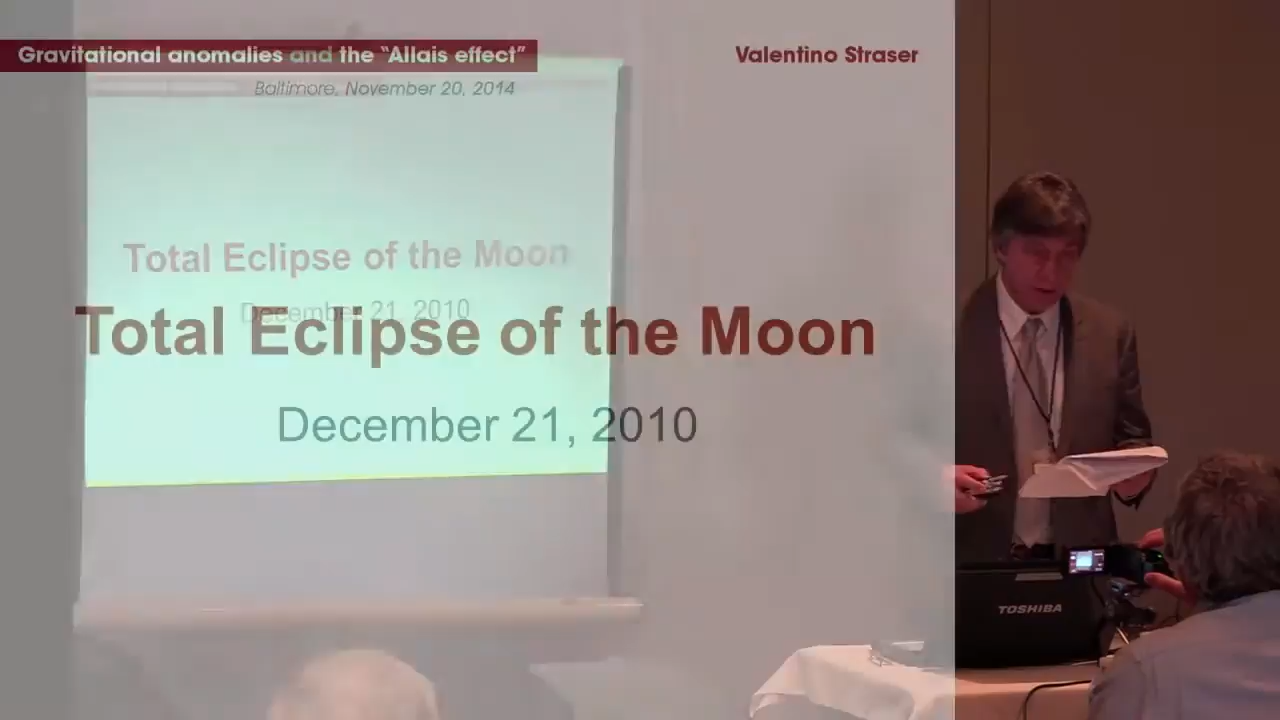 Gravitational anomalies and the “Allais effect”
Valentino Straser
Baltimore, November 20, 2014
Total Eclipse of the Moon
December 21, 2010
Total Eclipse of the Moon
December 21, 2010
TOSHIBA